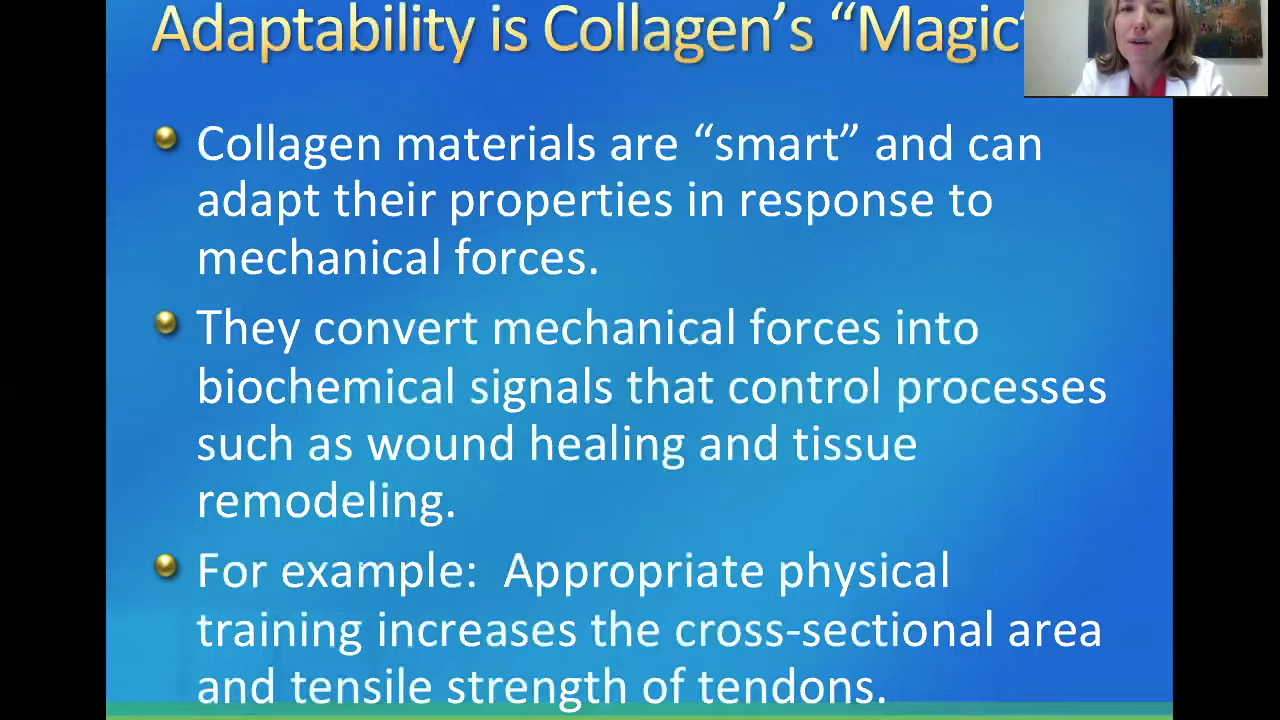 Adaptability is Collagen’s “Magic”
Collagen materials are “smart” and can
adapt their properties in response to
mechanical forces.
They convert mechanical forces into
biochemical signals that control processes
such as wound healing and tissue
remodeling.
For example:  Appropriate physical
training increases the cross-sectional area
and tensile strength of tendons.